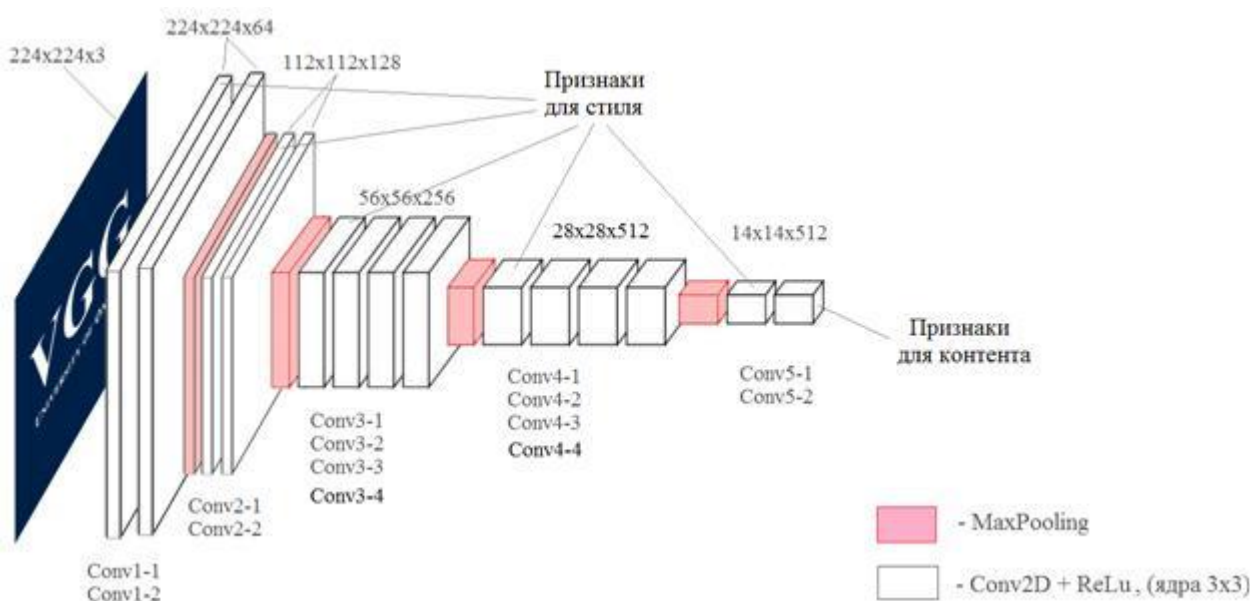 224x224x3
224x224x64
112x112x128
Признаки
для стиля
56x56x256
28x28x512
14x14x512
VGG
Признаки
для контента
Conv1-1
Conv1-2
Conv2-1
Conv2-2
Conv3-1
Conv3-2
Conv3-3
Conv3-4
Conv4-1
Conv4-2
Conv4-3
Conv4-4
Conv5-1
Conv5-2
- MaxPooling
- Conv2D + ReLu, (ядра 3x3)